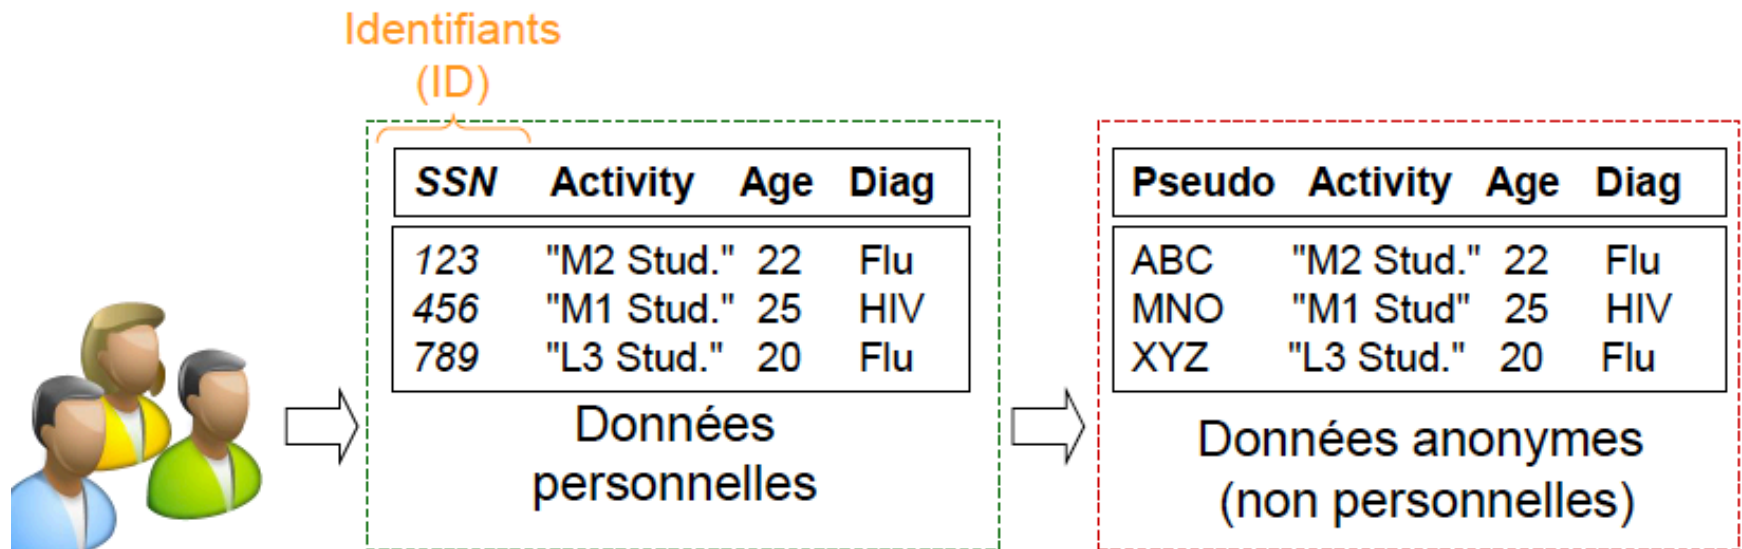 Identifiants
(ID)
SSN Activity Age Diag
123 "M2 Stud." 22 Flu
456 "M1 Stud." 25 HIV
789 "L3 Stud." 20 Flu
Données
personnelles
Pseudo Activity Age Diag
ABC "M2 Stud." 22 Flu
MNO "M1 Stud" 25 HIV
XYZ "L3 Stud." 20 Flu
Données anonymes
(non personnelles)